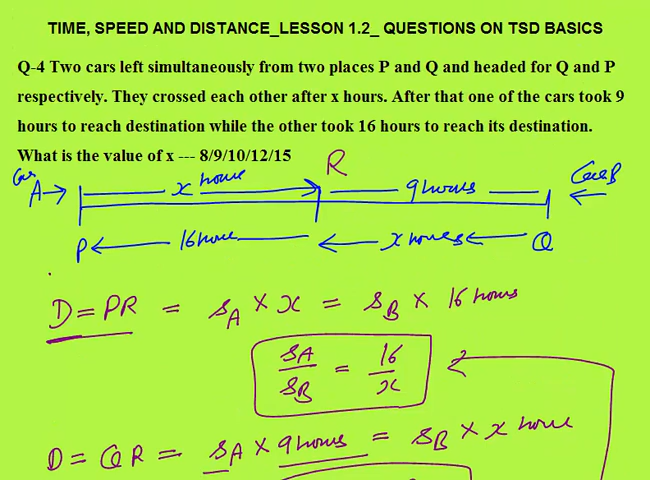 TIME, SPEED AND DISTANCE_LESSON 1.2_ QUESTIONS ON TSD BASICS
Q-4 Two cars left simultaneously from two places P and Q and headed for Q and P
respectively. They crossed each other after x hours. After that one of the cars took 9
hours to reach destination while the other took 16 hours to reach its destination.
What is the value of x --- 8/9/10/12/15
R
Car A → x hours 9 hours Car B ←
P ← 16 hours ← x hours ← Q
D = PR = SA × x = SB × 16 hours
SA/SB = 16/x
D = QR = SA × 9 hours = SB × x hour